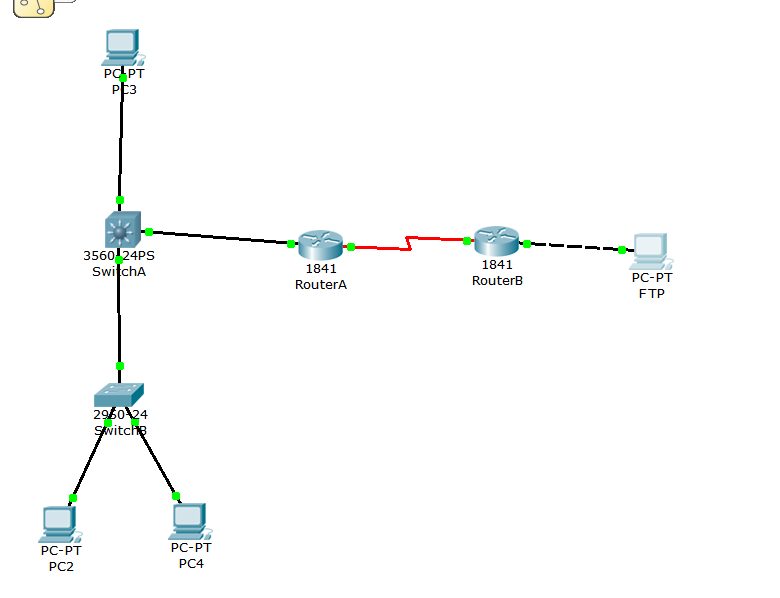 PC-PT
PC3
3560-24PS
SwitchA
1841
RouterA
1841
RouterB
PC-PT
FTP
2950-24
SwitchB
PC-PT
PC2
PC-PT
PC4